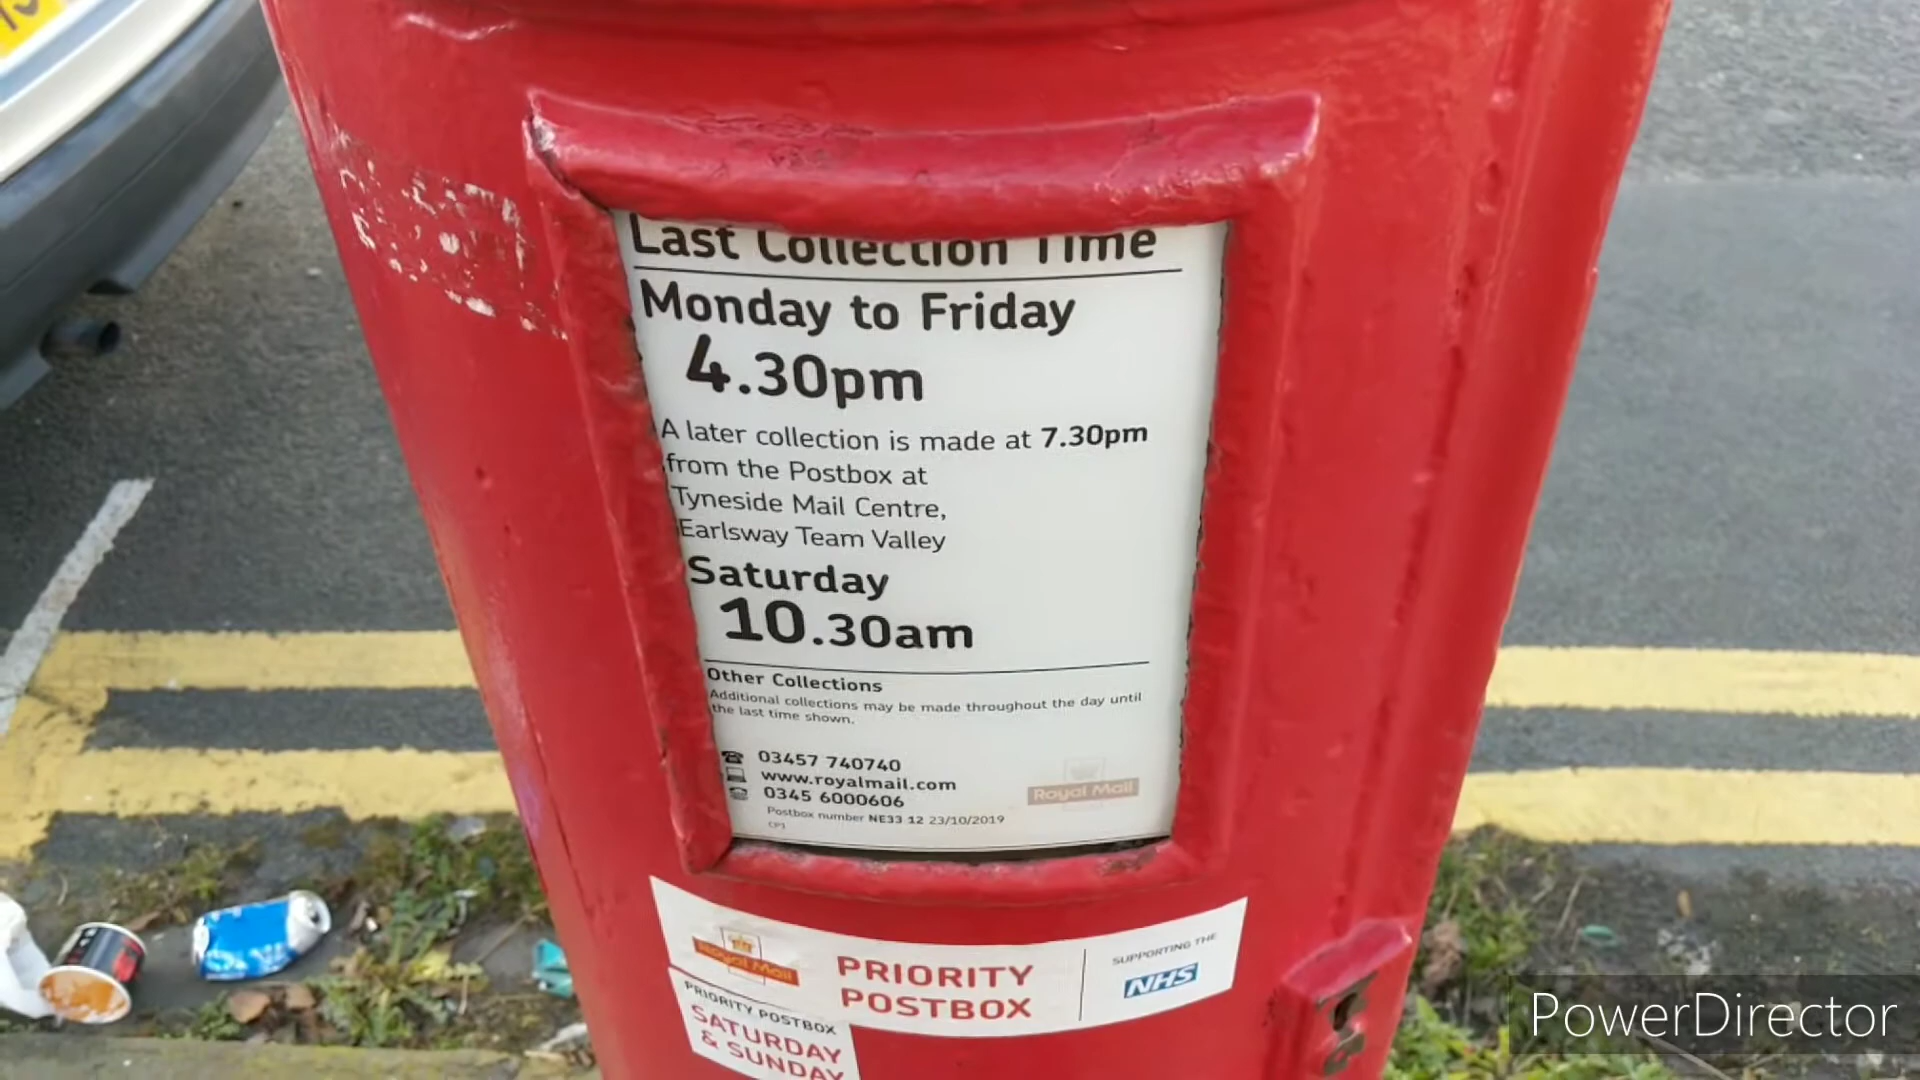 Last Collection Time
Monday to Friday
4.30pm
A later collection is made at 7.30pm
from the Postbox at
Tyneside Mail Centre,
Earlsway Team Valley
Saturday
10.30am
Other Collections
Additional collections may be made throughout the day until
the last time shown.
03457 740740
www.royalmail.com
0345 6000606
Postbox number NE33 12 23/10/2019
CP1
Royal Mail
Royal Mail
PRIORITY
POSTBOX
SUPPORTING THE
NHS
PRIORITY POSTBOX
SATURDAY
& SUNDAY
PowerDirector